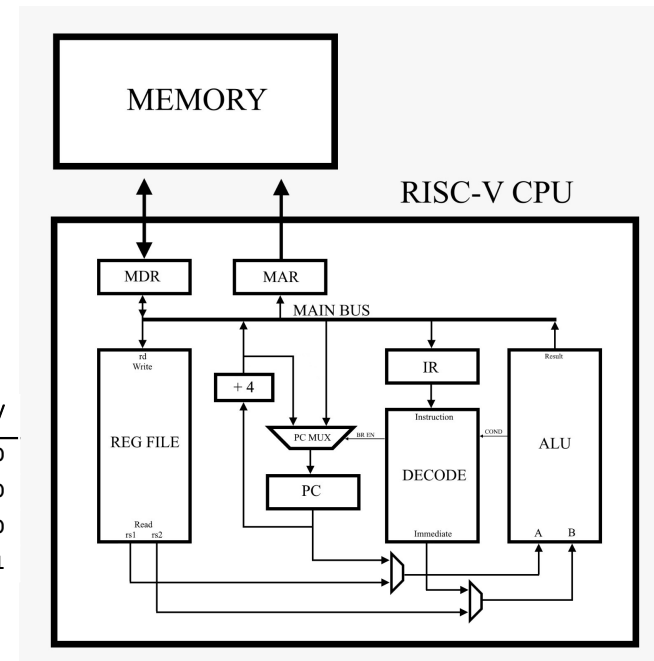 MEMORY
RISC-V CPU
MDR
MAR
MAIN BUS
rd
Write
REG FILE
Read
rs1 rs2
+ 4
PC MUX
BR EN
PC
IR
Instruction
DECODE
Immediate
COND
Result
ALU
A B